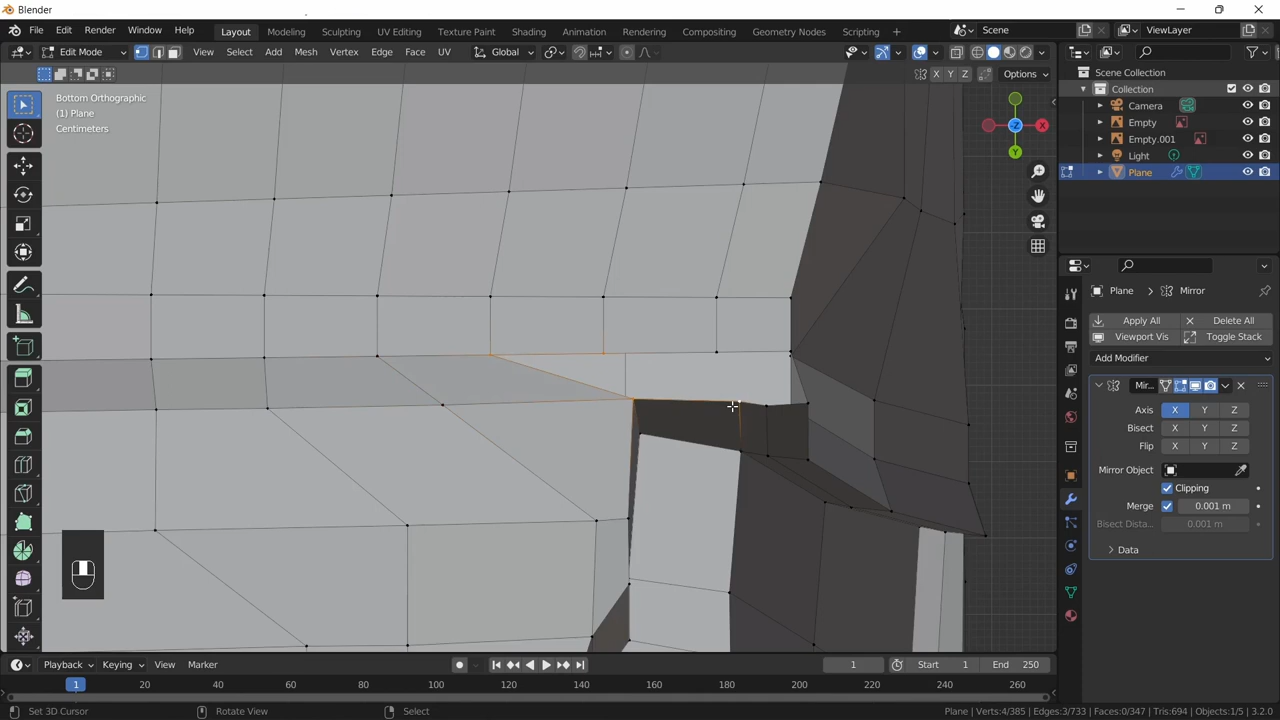 Blender
File Edit Render Window Help Layout Modeling Sculpting UV Editing Texture Paint Shading Animation Rendering Compositing Geometry Nodes Scripting + Scene ViewLayer
Edit Mode View Select Add Mesh Vertex Edge Face UV Global
X Y Z Options
Scene Collection
Collection
Camera
Empty
Empty.001
Light
Plane
Bottom Orthographic
(1) Plane
Centimeters
-Z X Y
Plane Mirror
Apply All Delete All
Viewport Vis Toggle Stack
Add Modifier
Mir...
Axis X Y Z
Bisect X Y Z
Flip X Y Z
Mirror Object
Clipping
Merge 0.001 m
Bisect Dista... 0.001 m
Data
Playback Keying View Marker 1 Start 1 End 250
1 20 40 60 80 100 120 140 160 180 200 220 240 260
Set 3D Cursor Rotate View Select Plane | Verts:4/385 | Edges:3/733 | Faces:0/347 | Tris:694 | Objects:1/5 | 3.2.0